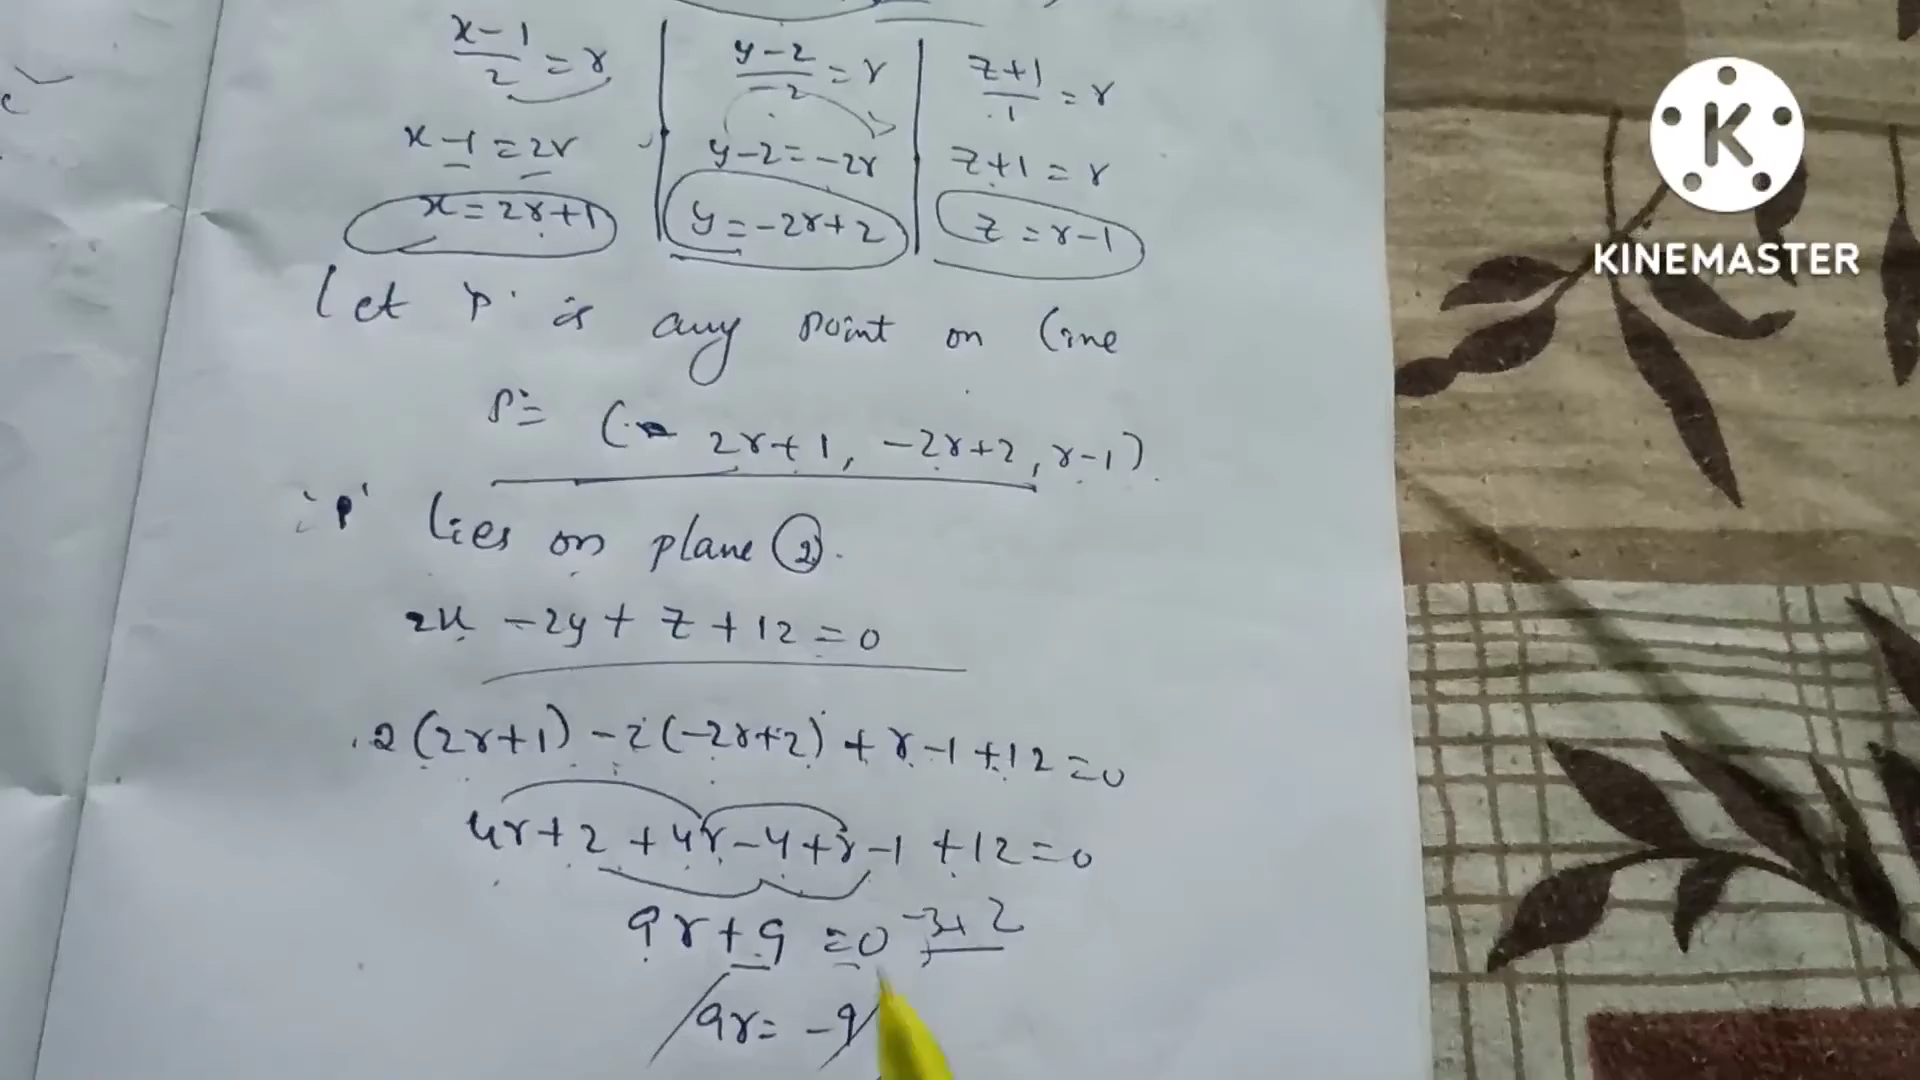 x-1/2 = r | y-2/-2 = r | z+1/1 = r
x-1 = 2r | y-2 = -2r | z+1 = r
x = 2r+1 | y = -2r+2 | z = r-1
KINEMASTER
Let 'P' is any point on line
P = ( 2r+1, -2r+2, r-1)
'P' lies on plane ②.
2x - 2y + z + 12 = 0
2(2r+1) - 2(-2r+2) + r - 1 + 12 = 0
4r+2 + 4r - 4 + r - 1 + 12 = 0
9r + 9 = 0
9r = -9